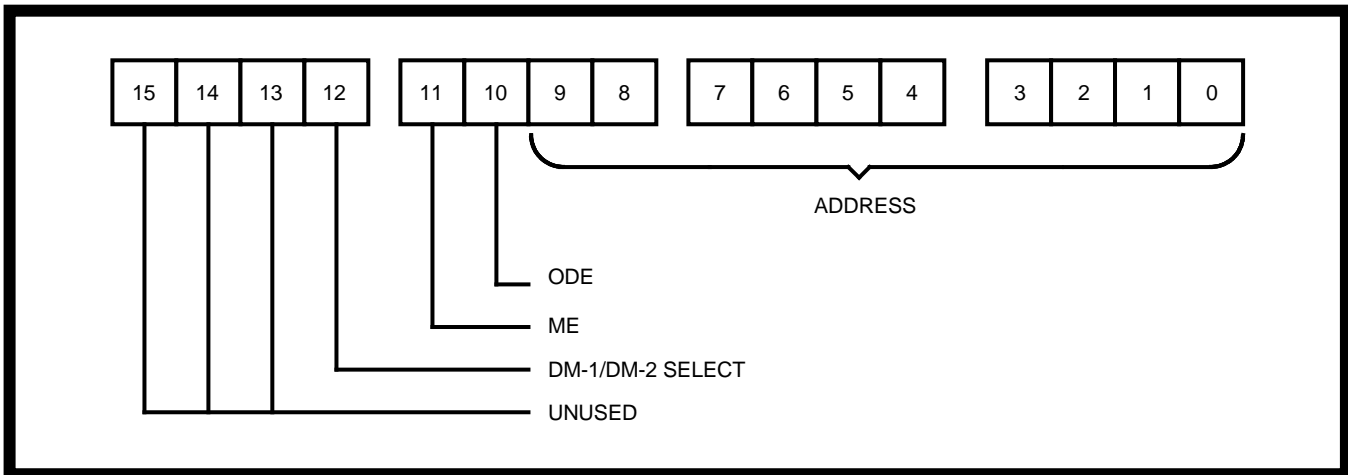 15 14 13 12 11 10 9 8 7 6 5 4 3 2 1 0
ADDRESS
ODE
ME
DM-1/DM-2 SELECT
UNUSED